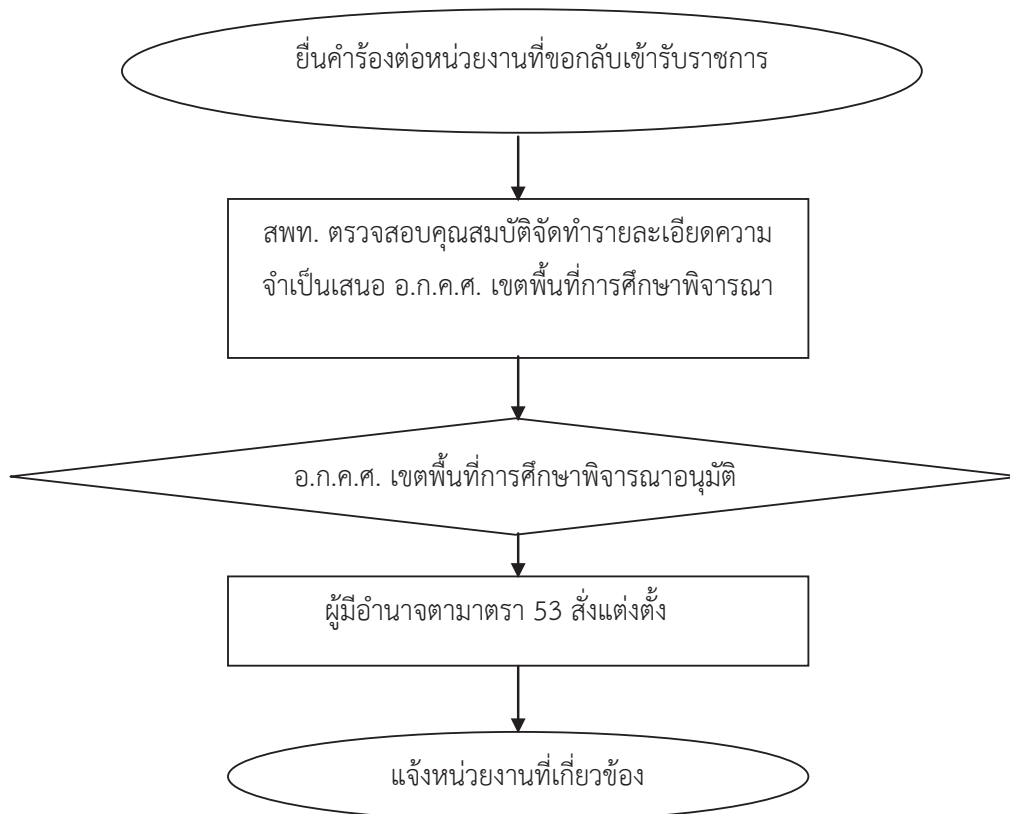 ยื่นคำร้องต่อหน่วยงานที่ขอกลับเข้ารับราชการ
สพท. ตรวจสอบคุณสมบัติจัดทำรายละเอียดความ
จำเป็นเสนอ อ.ก.ค.ศ. เขตพื้นที่การศึกษาพิจารณา
อ.ก.ค.ศ. เขตพื้นที่การศึกษาพิจารณาอนุมัติ
ผู้มีอำนาจตามาตรา 53 สั่งแต่งตั้ง
แจ้งหน่วยงานที่เกี่ยวข้อง